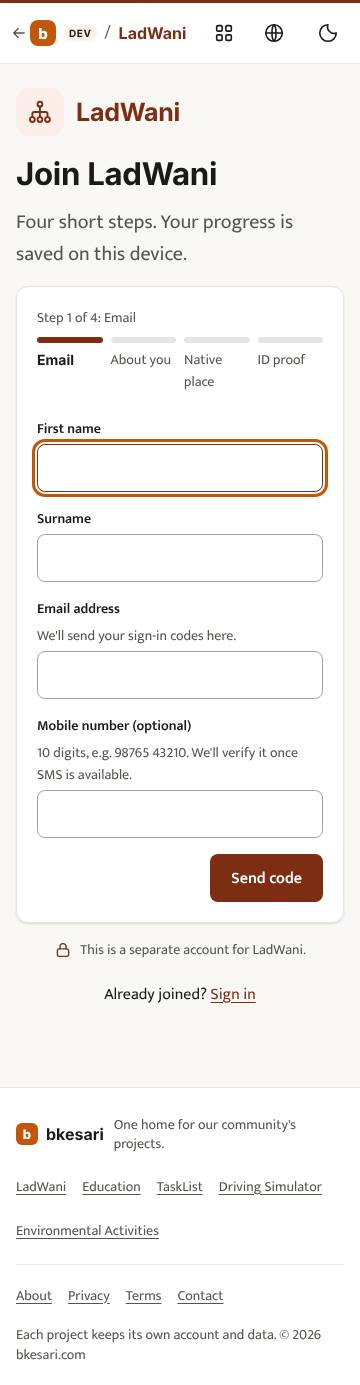 b DEV / LadWani
LadWani
Join LadWani
Four short steps. Your progress is
saved on this device.
Step 1 of 4: Email
Email About you Native place ID proof
First name
Surname
Email address
We'll send your sign-in codes here.
Mobile number (optional)
10 digits, e.g. 98765 43210. We'll verify it once
SMS is available.
Send code
This is a separate account for LadWani.
Already joined? Sign in
b bkesari One home for our community's
projects.
LadWani Education TaskList Driving Simulator
Environmental Activities
About Privacy Terms Contact
Each project keeps its own account and data. © 2026
bkesari.com